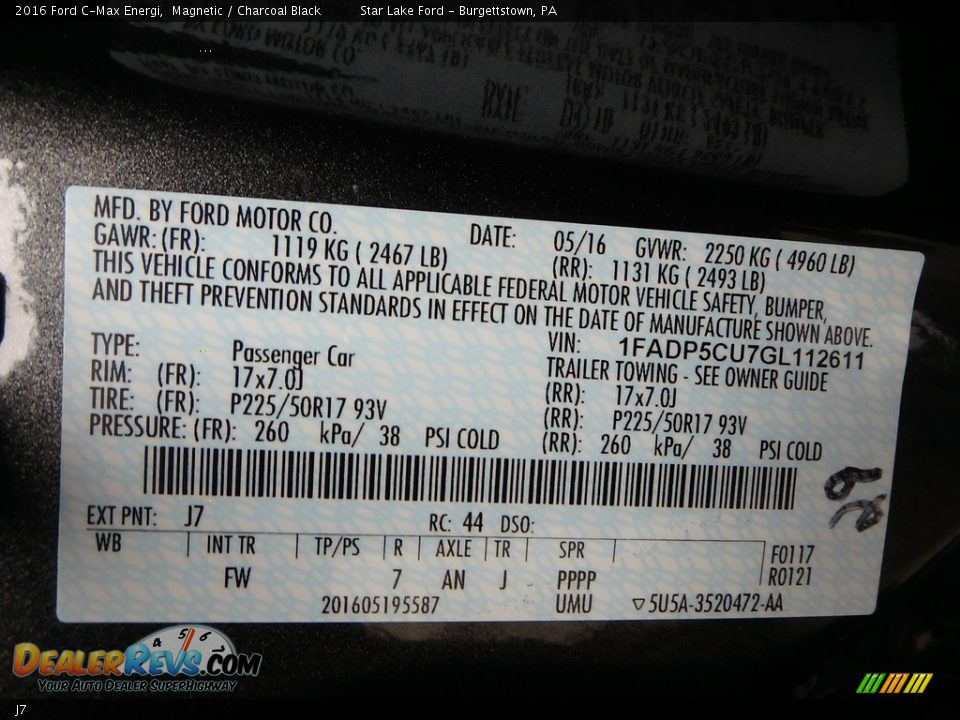 2016 Ford C-Max Energi, Magnetic / Charcoal Black Star Lake Ford - Burgettstown, PA
MFD. BY FORD MOTOR CO. DATE: 05/16 GVWR: 2250 KG ( 4960 LB)
GAWR: (FR): 1119 KG ( 2467 LB) (RR): 1131 KG ( 2493 LB)
THIS VEHICLE CONFORMS TO ALL APPLICABLE FEDERAL MOTOR VEHICLE SAFETY, BUMPER,
AND THEFT PREVENTION STANDARDS IN EFFECT ON THE DATE OF MANUFACTURE SHOWN ABOVE.
VIN: 1FADP5CU7GL112611
TYPE: Passenger Car TRAILER TOWING - SEE OWNER GUIDE
RIM: (FR): 17x7.0J (RR): 17x7.0J
TIRE: (FR): P225/50R17 93V (RR): P225/50R17 93V
PRESSURE: (FR): 260 kPa/ 38 PSI COLD (RR): 260 kPa/ 38 PSI COLD
EXT PNT: J7 RC: 44 DSO:
WB INT TR TP/PS R AXLE TR SPR F0117
FW 7 AN J PPPP R0121
201605195587 UMU ▽5U5A-3520472-AA
4 5 6
DEALERREVS.COM
YOUR AUTO DEALER SUPERHIGHWAY
J7